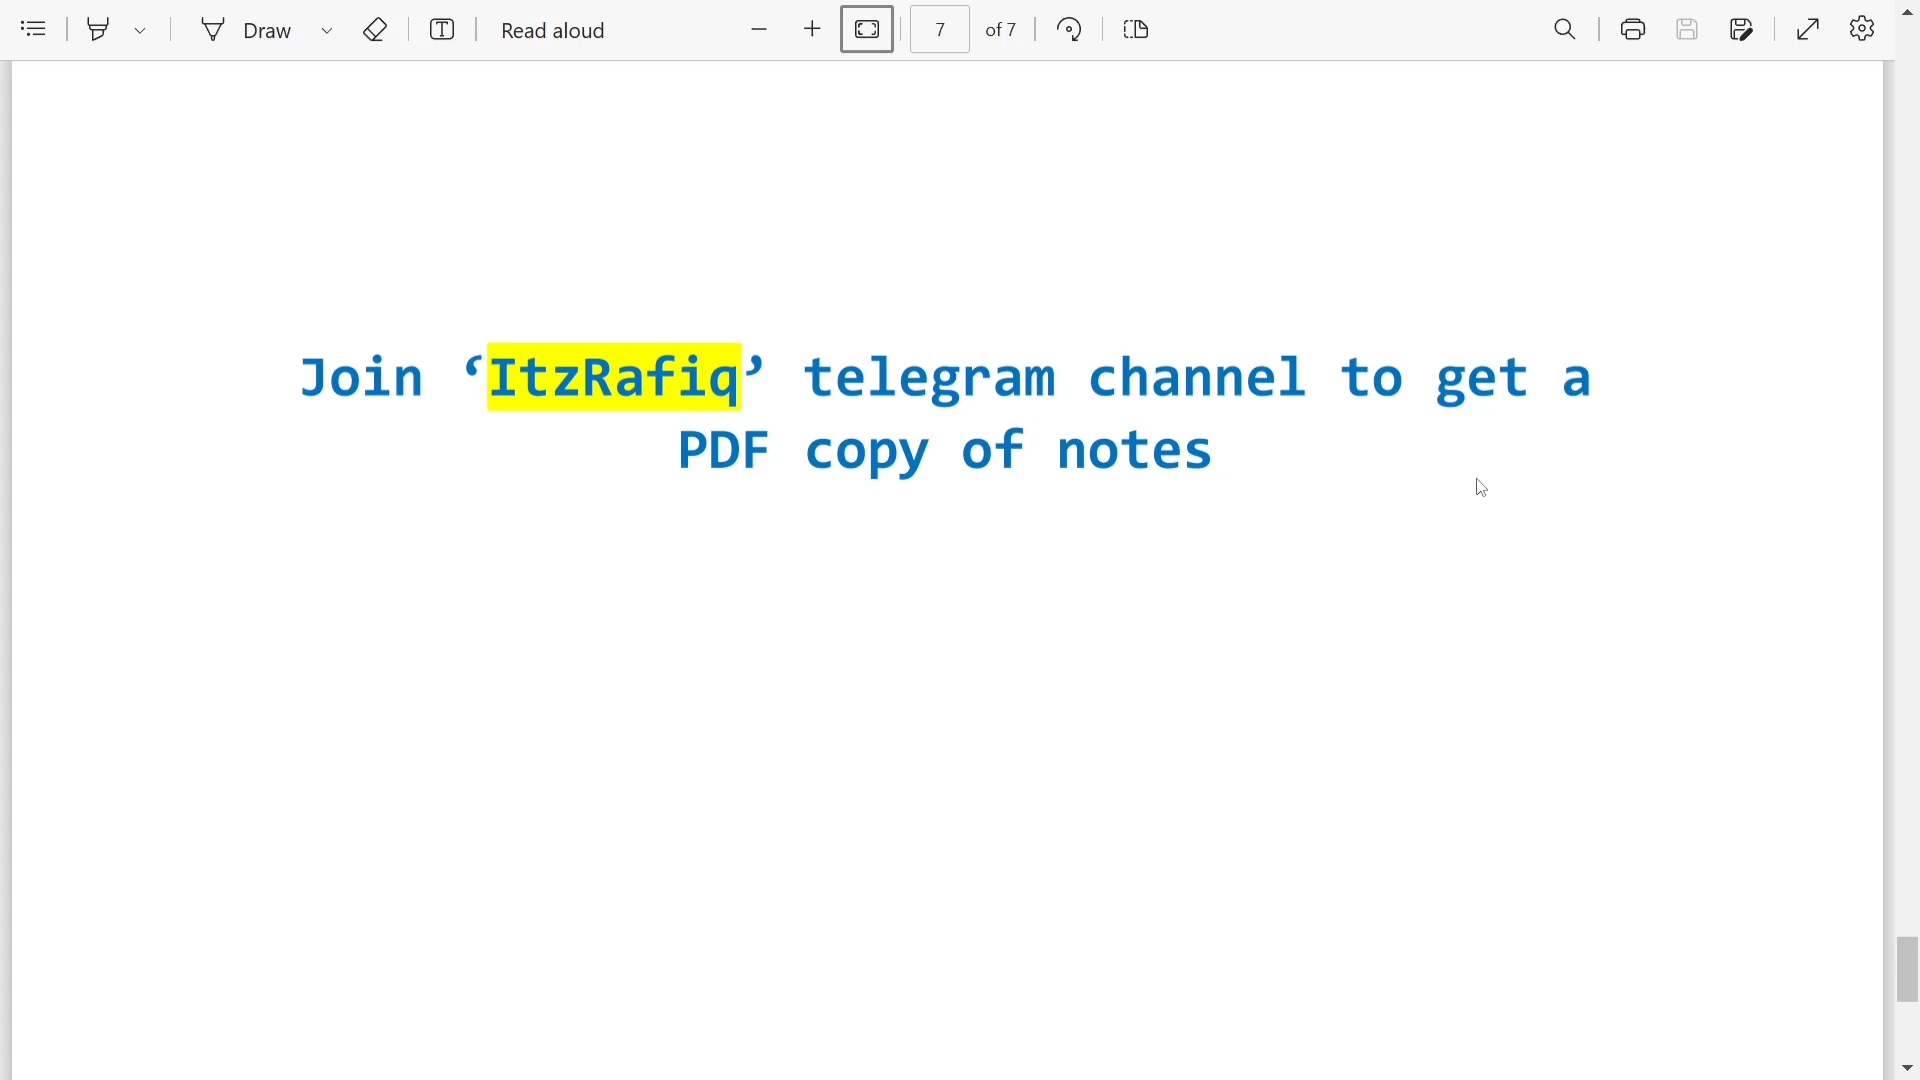 Draw Read aloud 7 of 7
Join ‘ItzRafiq’ telegram channel to get a
PDF copy of notes